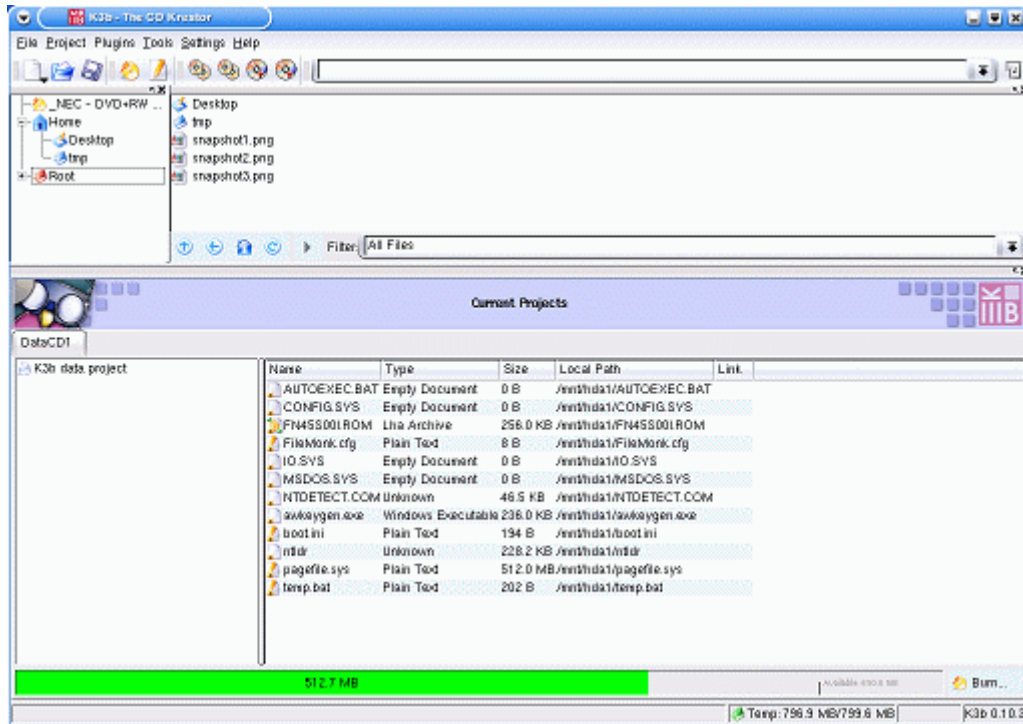 K3b - The CD Kreator
File Project Plugins Tools Settings Help
_NEC - DVD+RW ...
Home
Desktop
tmp
Root
Desktop
tmp
snapshot1.png
snapshot2.png
snapshot3.png
Filter: All Files
Current Projects
K3B
DataCD1
K3b data project
Name Type Size Local Path Link
AUTOEXEC.BAT Empty Document 0 B /mnt/hda1/AUTOEXEC.BAT
CONFIG.SYS Empty Document 0 B /mnt/hda1/CONFIG.SYS
FN45S001.ROM Lha Archive 256.0 KB /mnt/hda1/FN45S001.ROM
FileMonk.cfg Plain Text 8 B /mnt/hda1/FileMonk.cfg
IO.SYS Empty Document 0 B /mnt/hda1/IO.SYS
MSDOS.SYS Empty Document 0 B /mnt/hda1/MSDOS.SYS
NTDETECT.COM Unknown 46.5 KB /mnt/hda1/NTDETECT.COM
awkeygen.exe Windows Executable 236.0 KB /mnt/hda1/awkeygen.exe
boot.ini Plain Text 194 B /mnt/hda1/boot.ini
ntldr Unknown 228.2 KB /mnt/hda1/ntldr
pagefile.sys Plain Text 512.0 MB /mnt/hda1/pagefile.sys
temp.bat Plain Text 202 B /mnt/hda1/temp.bat
512.7 MB
Available
Burn...
Temp: 796.9 MB/799.6 MB
K3b 0.10.3